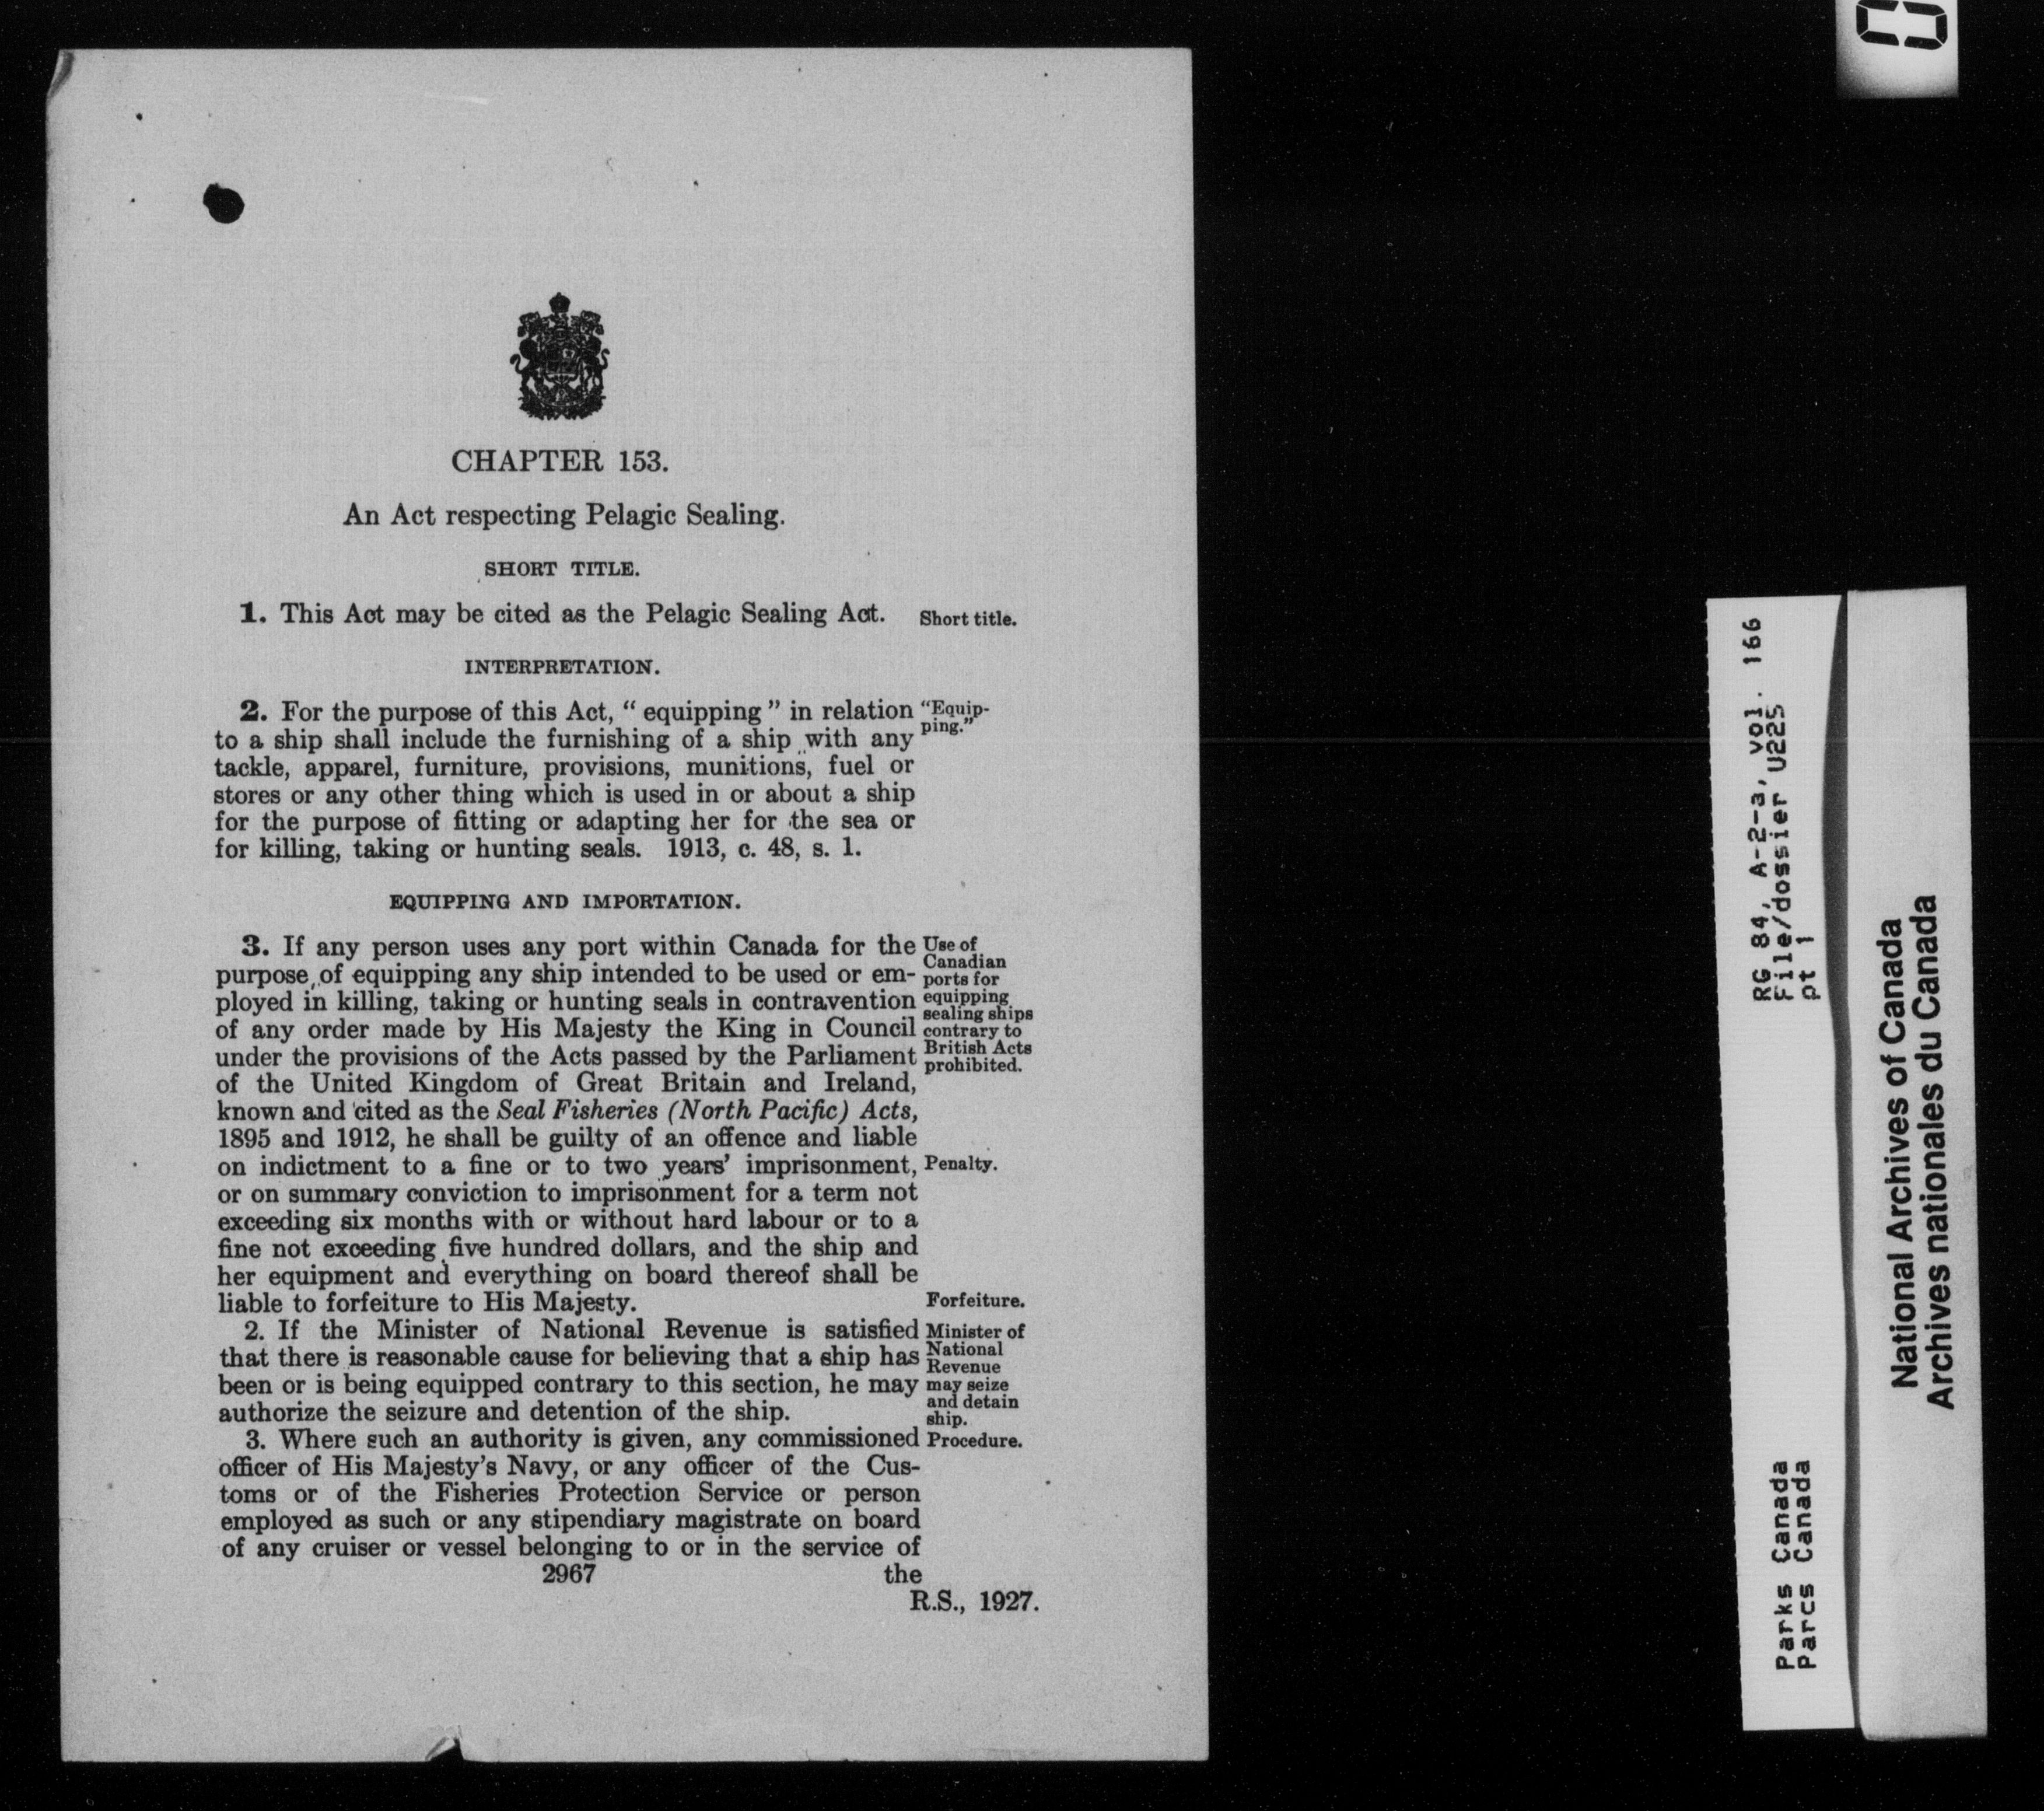 CHAPTER 153.
An Act respecting Pelagic Sealing.
SHORT TITLE.
1. This Act may be cited as the Pelagic Sealing Act.
Short title.
INTERPRETATION.
2. For the purpose of this Act, “ equipping ” in relation
to a ship shall include the furnishing of a ship with any
tackle, apparel, furniture, provisions, munitions, fuel or
stores or any other thing which is used in or about a ship
for the purpose of fitting or adapting her for the sea or
for killing, taking or hunting seals. 1913, c. 48, s. 1.
“Equip-
ping.”
EQUIPPING AND IMPORTATION.
3. If any person uses any port within Canada for the
purpose of equipping any ship intended to be used or em-
ployed in killing, taking or hunting seals in contravention
of any order made by His Majesty the King in Council
under the provisions of the Acts passed by the Parliament
of the United Kingdom of Great Britain and Ireland,
known and cited as the Seal Fisheries (North Pacific) Acts,
1895 and 1912, he shall be guilty of an offence and liable
on indictment to a fine or to two years’ imprisonment,
or on summary conviction to imprisonment for a term not
exceeding six months with or without hard labour or to a
fine not exceeding five hundred dollars, and the ship and
her equipment and everything on board thereof shall be
liable to forfeiture to His Majesty.
Use of
Canadian
ports for
equipping
sealing ships
contrary to
British Acts
prohibited.
Penalty.
Forfeiture.
2. If the Minister of National Revenue is satisfied
that there is reasonable cause for believing that a ship has
been or is being equipped contrary to this section, he may
authorize the seizure and detention of the ship.
Minister of
National
Revenue
may seize
and detain
ship.
3. Where such an authority is given, any commissioned
officer of His Majesty’s Navy, or any officer of the Cus-
toms or of the Fisheries Protection Service or person
employed as such or any stipendiary magistrate on board
of any cruiser or vessel belonging to or in the service of
Procedure.
2967
the
R.S., 1927.
RG 84, A-2-a, vol. 166
File/dossier U225
pt 1
Parks Canada
Parcs Canada
National Archives of Canada
Archives nationales du Canada